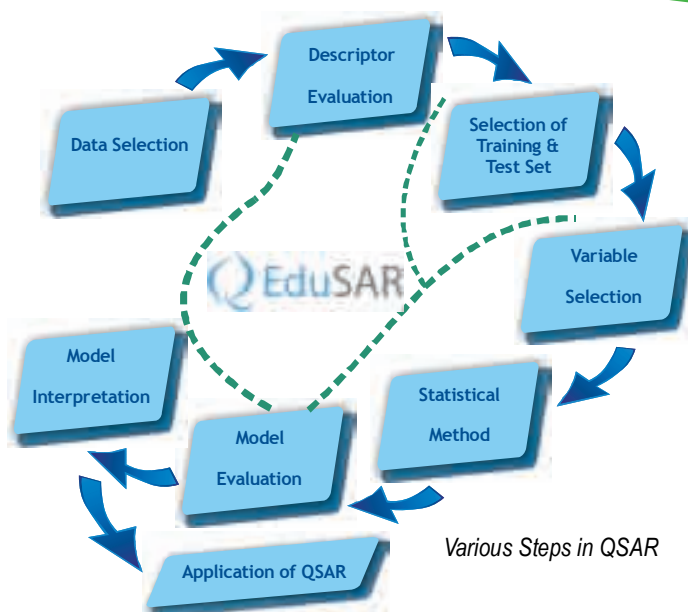 Descriptor
Evaluation
Data Selection
Selection of
Training &
Test Set
Variable
Selection
EduSAR
Model
Interpretation
Statistical
Method
Model
Evaluation
Application of QSAR
Various Steps in QSAR